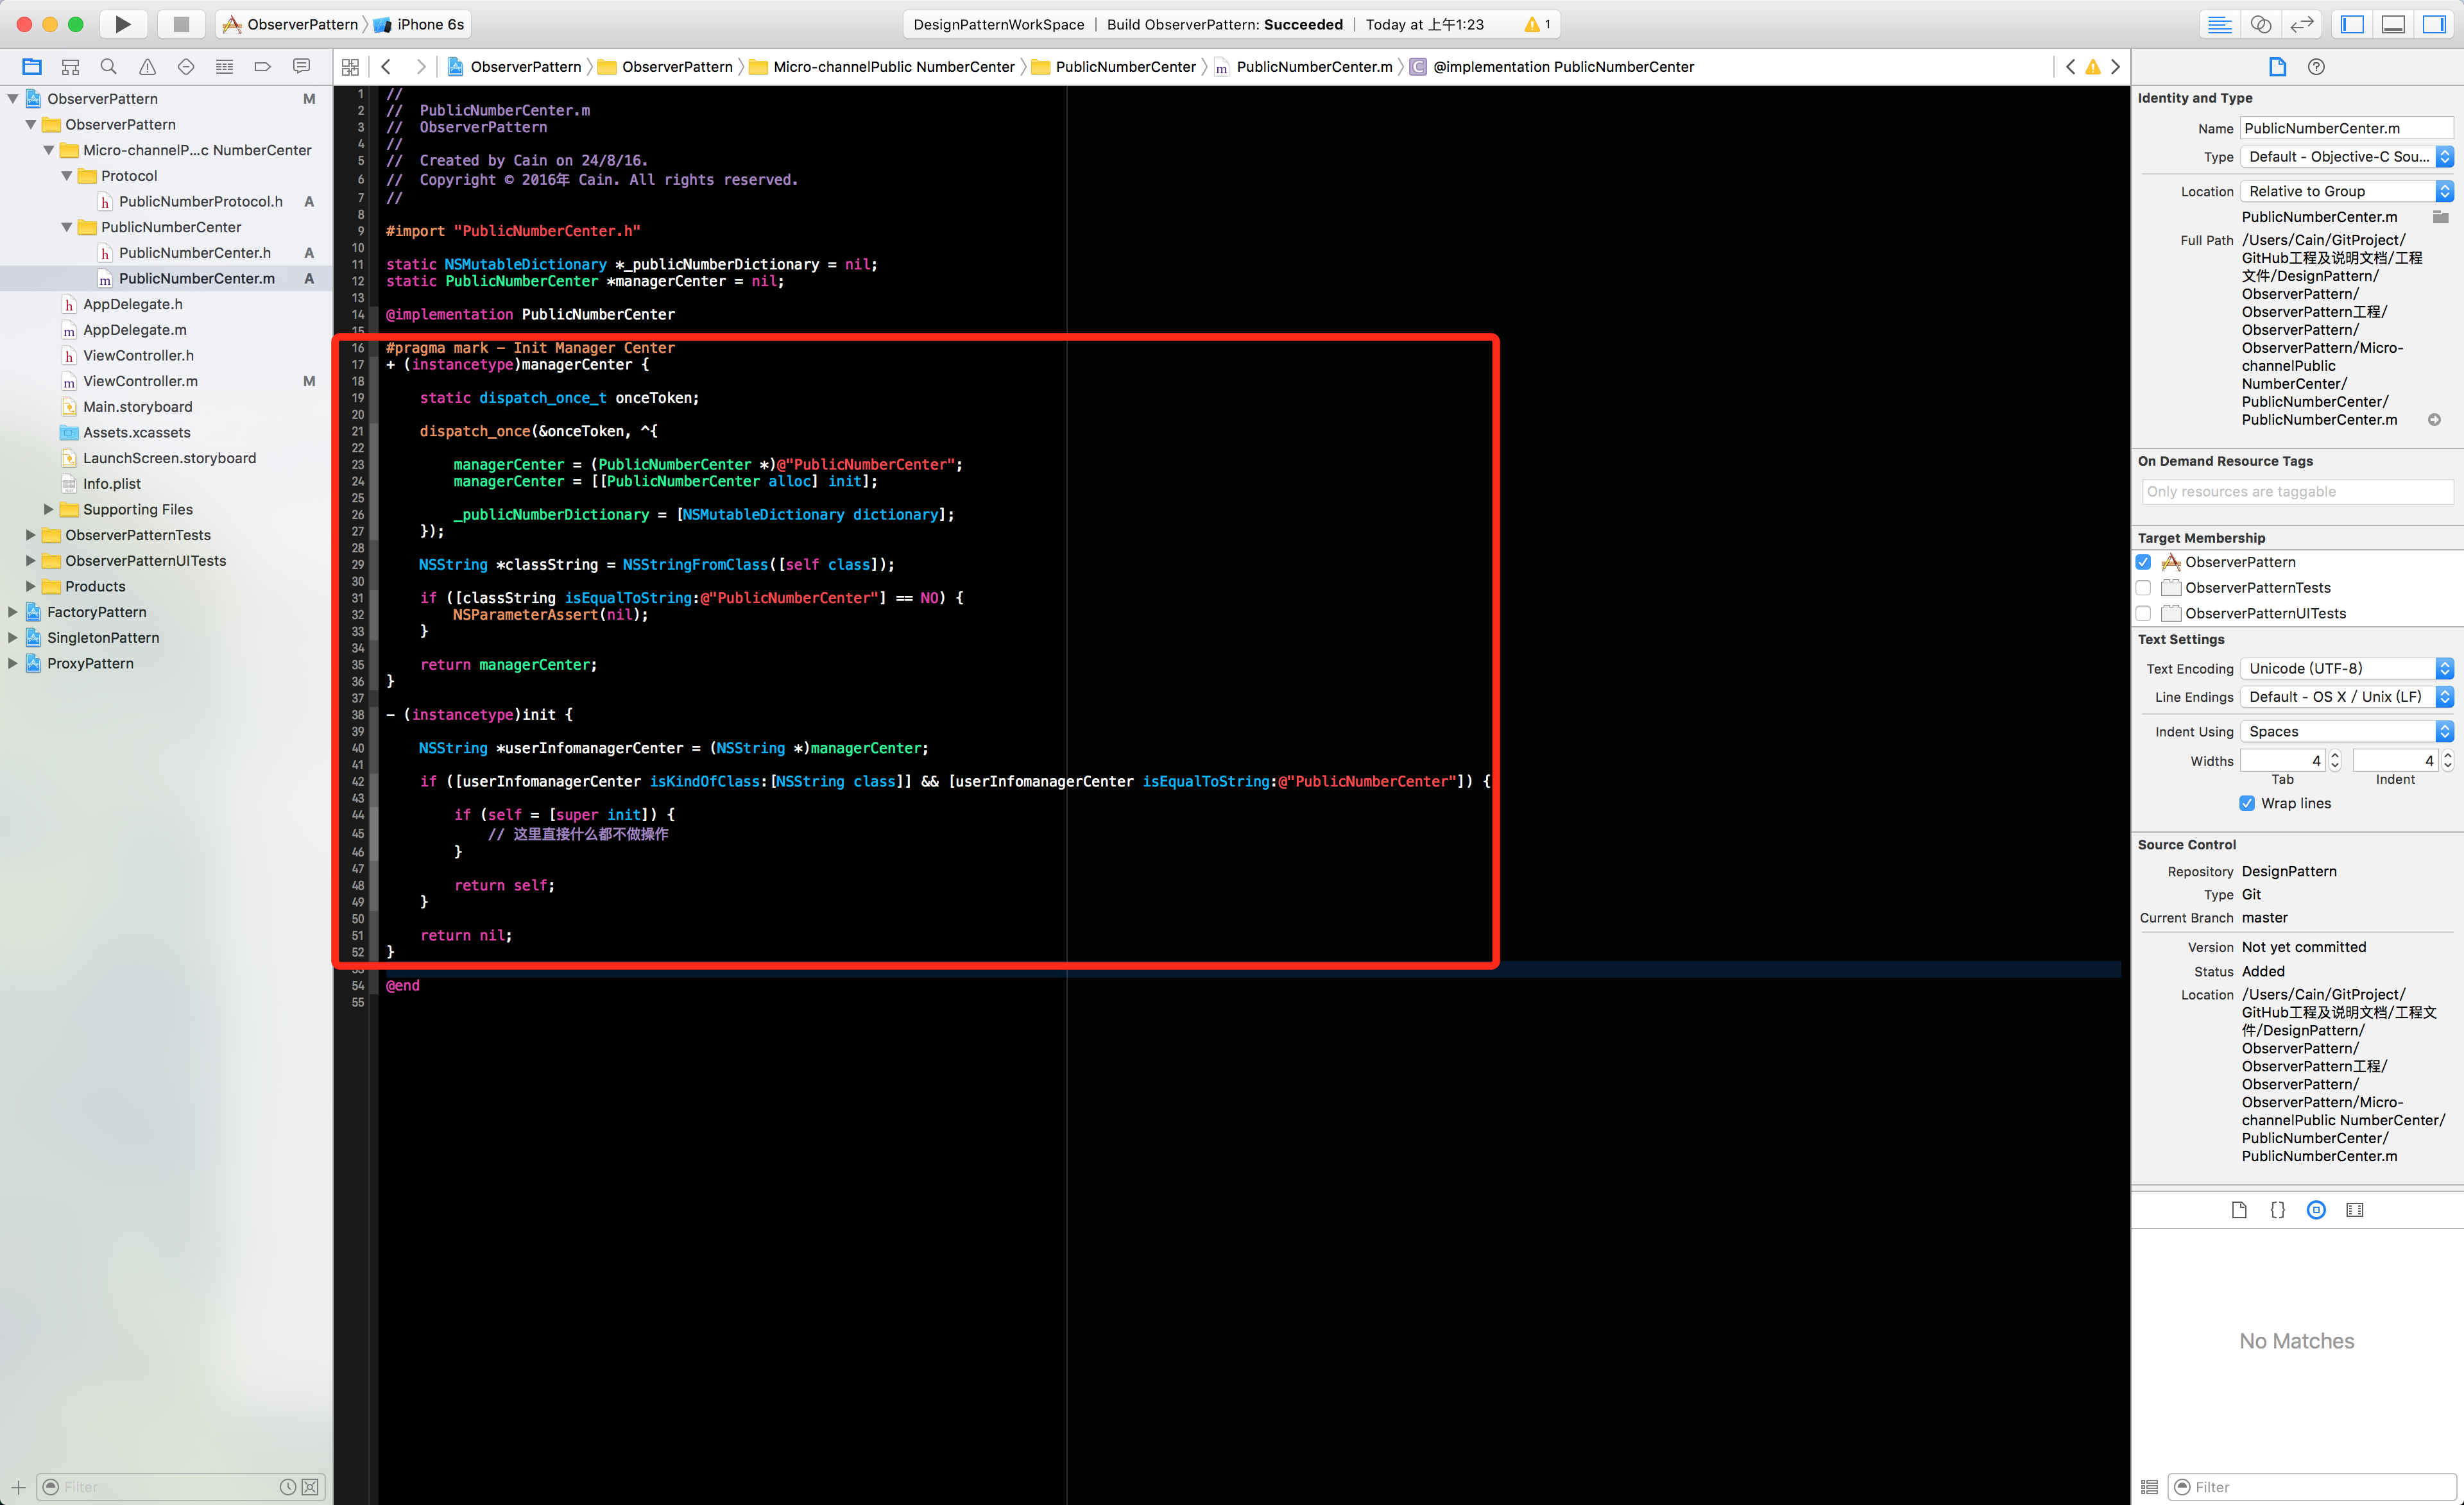 ObserverPattern 〉 iPhone 6s
DesignPatternWorkSpace | Build ObserverPattern: Succeeded | Today at 上午1:23 1
ObserverPattern 〉 ObserverPattern 〉 Micro-channelPublic NumberCenter 〉 PublicNumberCenter 〉 m PublicNumberCenter.m 〉 C @implementation PublicNumberCenter
ObserverPattern M
ObserverPattern
Micro-channelP...c NumberCenter
Protocol
h PublicNumberProtocol.h A
PublicNumberCenter
h PublicNumberCenter.h A
m PublicNumberCenter.m A
h AppDelegate.h
m AppDelegate.m
h ViewController.h
m ViewController.m M
Main.storyboard
Assets.xcassets
LaunchScreen.storyboard
Info.plist
Supporting Files
ObserverPatternTests
ObserverPatternUITests
Products
FactoryPattern
SingletonPattern
ProxyPattern
Filter
1 //
2 //  PublicNumberCenter.m
3 //  ObserverPattern
4 //
5 //  Created by Cain on 24/8/16.
6 //  Copyright © 2016年 Cain. All rights reserved.
7 //
8
9 #import "PublicNumberCenter.h"
10
11 static NSMutableDictionary *_publicNumberDictionary = nil;
12 static PublicNumberCenter *managerCenter = nil;
13
14 @implementation PublicNumberCenter
15
16 #pragma mark - Init Manager Center
17 + (instancetype)managerCenter {
18
19     static dispatch_once_t onceToken;
20
21     dispatch_once(&onceToken, ^{
22
23         managerCenter = (PublicNumberCenter *)@"PublicNumberCenter";
24         managerCenter = [[PublicNumberCenter alloc] init];
25
26         _publicNumberDictionary = [NSMutableDictionary dictionary];
27     });
28
29     NSString *classString = NSStringFromClass([self class]);
30
31     if ([classString isEqualToString:@"PublicNumberCenter"] == NO) {
32         NSParameterAssert(nil);
33     }
34
35     return managerCenter;
36 }
37
38 - (instancetype)init {
39
40     NSString *userInfomanagerCenter = (NSString *)managerCenter;
41
42     if ([userInfomanagerCenter isKindOfClass:[NSString class]] && [userInfomanagerCenter isEqualToString:@"PublicNumberCenter"]) {
43
44         if (self = [super init]) {
45             // 这里直接什么都不做操作
46         }
47
48         return self;
49     }
50
51     return nil;
52 }
53
54 @end
55
Identity and Type
Name PublicNumberCenter.m
Type Default - Objective-C Sou...
Location Relative to Group
PublicNumberCenter.m
Full Path /Users/Cain/GitProject/
GitHub工程及说明文档/工程
文件/DesignPattern/
ObserverPattern/
ObserverPattern工程/
ObserverPattern/
ObserverPattern/Micro-
channelPublic
NumberCenter/
PublicNumberCenter/
PublicNumberCenter.m
On Demand Resource Tags
Only resources are taggable
Target Membership
ObserverPattern
ObserverPatternTests
ObserverPatternUITests
Text Settings
Text Encoding Unicode (UTF-8)
Line Endings Default - OS X / Unix (LF)
Indent Using Spaces
Widths 4 4
Tab Indent
Wrap lines
Source Control
Repository DesignPattern
Type Git
Current Branch master
Version Not yet committed
Status Added
Location /Users/Cain/GitProject/
GitHub工程及说明文档/工程文
件/DesignPattern/
ObserverPattern/
ObserverPattern工程/
ObserverPattern/
ObserverPattern/Micro-
channelPublic NumberCenter/
PublicNumberCenter/
PublicNumberCenter.m
No Matches
Filter